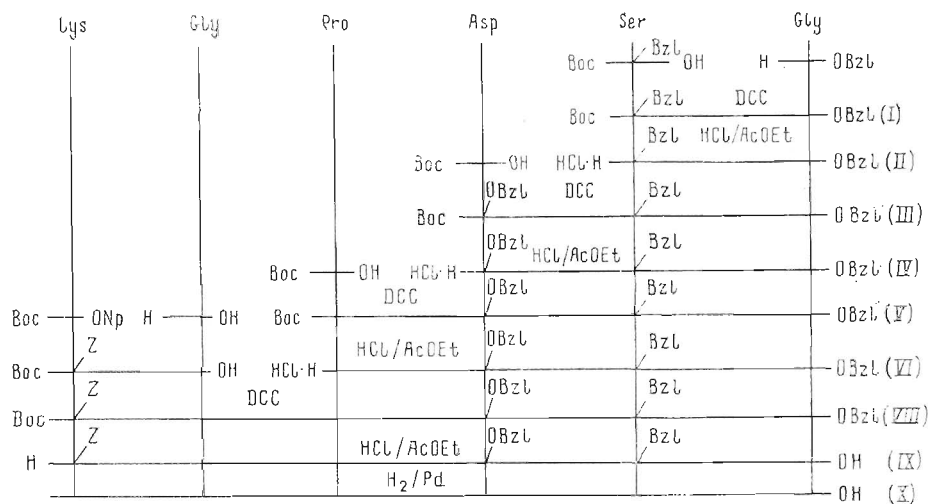 Lys Gly Pro Asp Ser Gly
Boc Bzl OH H OBzl
Boc Bzl DCC OBzl (I)
Boc OH HCl·H Bzl HCl/AcOEt OBzl (II)
Boc OBzl DCC Bzl OBzl (III)
Boc OH HCl·H OBzl HCl/AcOEt Bzl OBzl (IV)
Boc ONp H OH Boc DCC OBzl Bzl OBzl (V)
Boc Z OH HCl·H HCl/AcOEt OBzl Bzl OBzl (VI)
Boc Z DCC OBzl Bzl OBzl (VIII)
H Z HCl/AcOEt OBzl Bzl OH (IX)
H2/Pd OH (X)